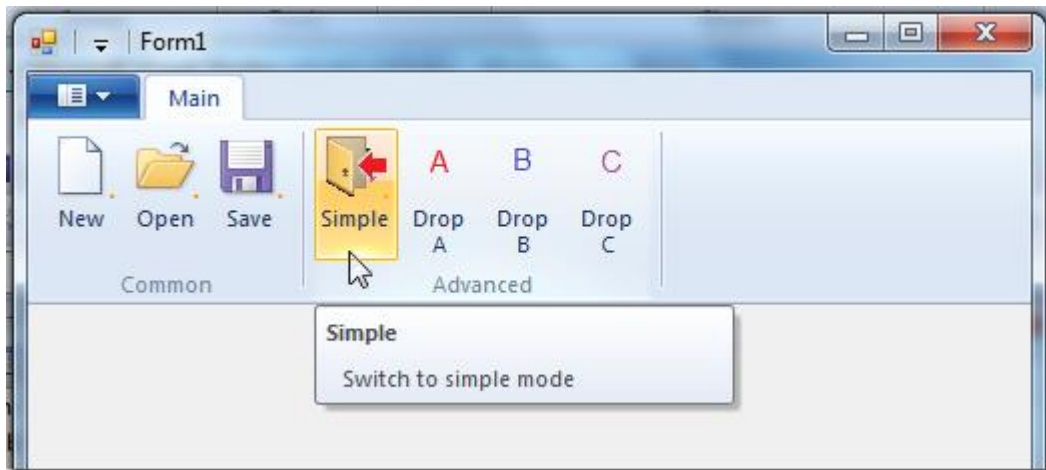 Form1
Main
A B C
New Open Save Simple Drop Drop Drop
A B C
Common Advanced
Simple
Switch to simple mode